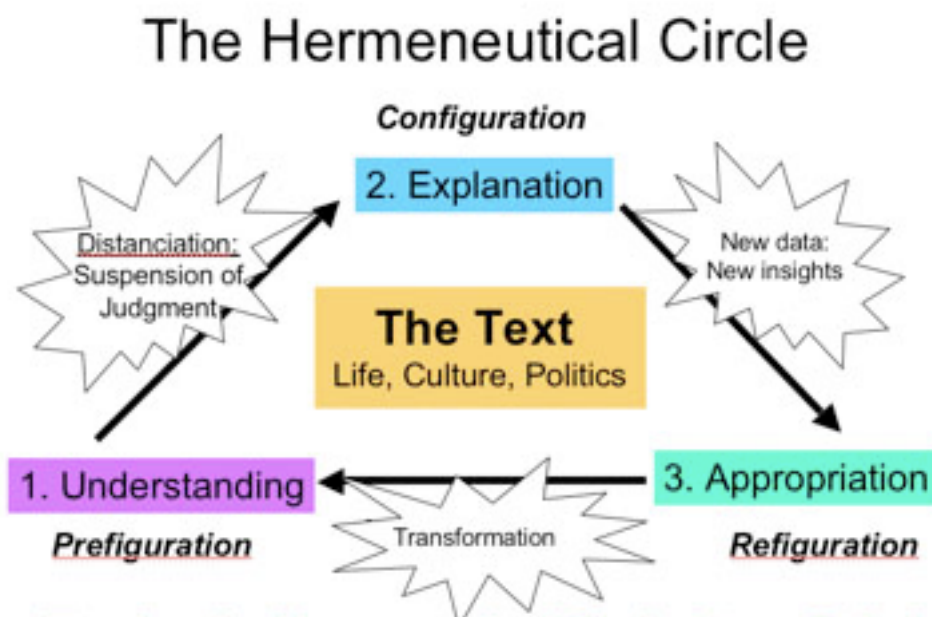 The Hermeneutical Circle
Configuration
2. Explanation
Distanciation:
Suspension of
Judgment
New data:
New insights
The Text
Life, Culture, Politics
1. Understanding
3. Appropriation
Transformation
Prefiguration
Refiguration